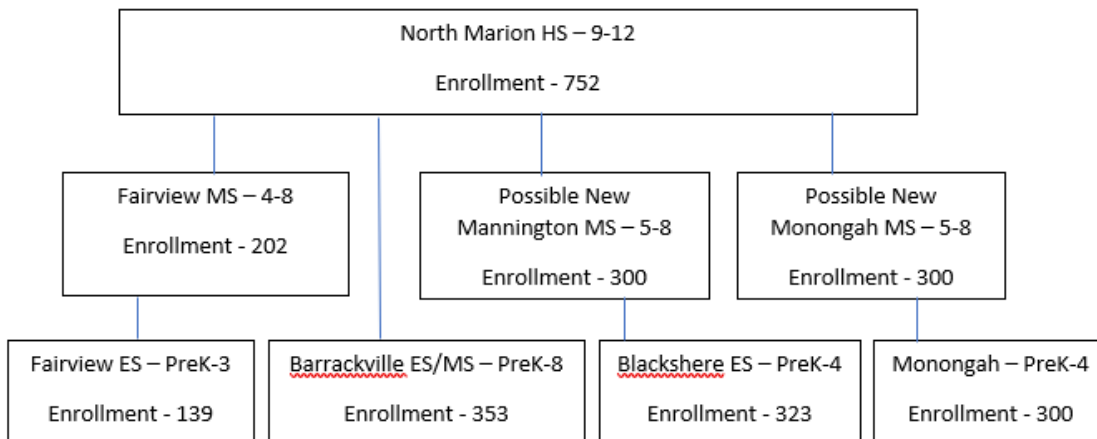 North Marion HS – 9-12
Enrollment - 752
Fairview MS – 4-8
Enrollment - 202
Possible New
Mannington MS – 5-8
Enrollment - 300
Possible New
Monongah MS – 5-8
Enrollment - 300
Fairview ES – PreK-3
Enrollment - 139
Barrackville ES/MS – PreK-8
Enrollment - 353
Blackshere ES – PreK-4
Enrollment - 323
Monongah – PreK-4
Enrollment - 300